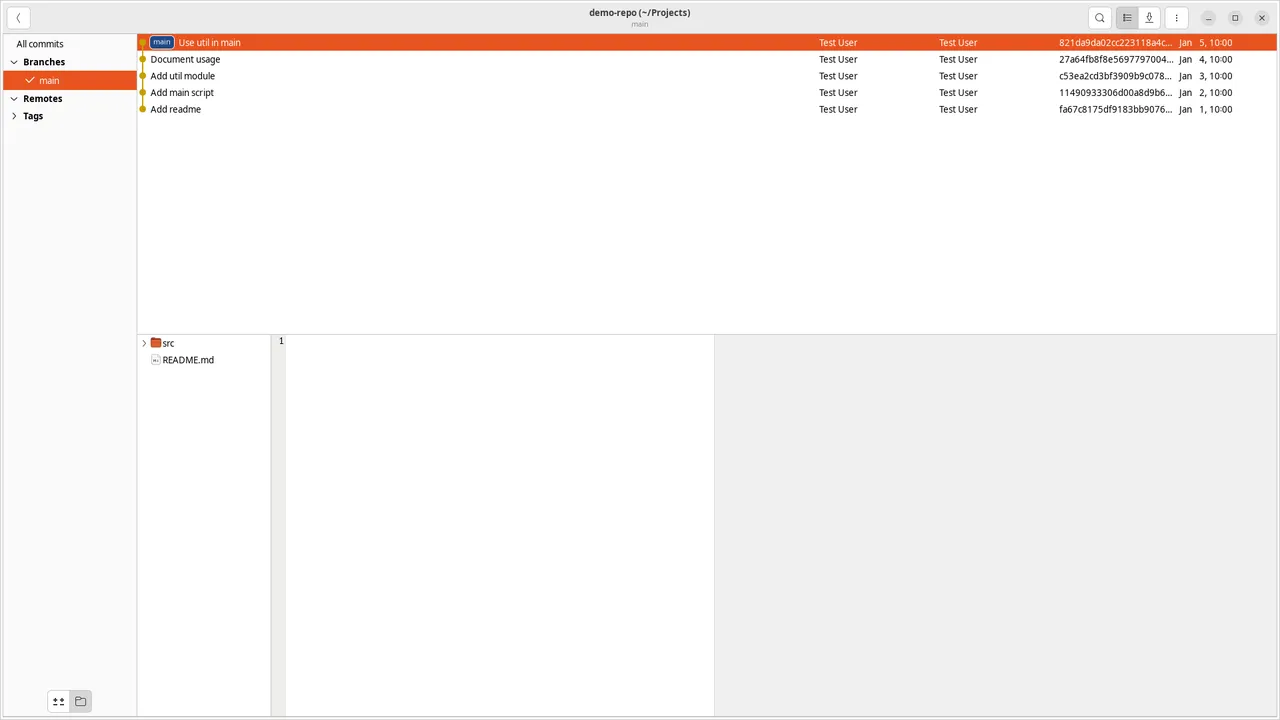 demo-repo (~/Projects)
main
All commits
Branches
main
Remotes
Tags
main Use util in main Test User Test User 821da9da02cc223118a4c... Jan 5, 10:00
Document usage Test User Test User 27a64fb8f8e5697797004... Jan 4, 10:00
Add util module Test User Test User c53ea2cd3bf3909b9c078... Jan 3, 10:00
Add main script Test User Test User 11490933306d00a8d9b6... Jan 2, 10:00
Add readme Test User Test User fa67c8175df9183bb9076... Jan 1, 10:00
src
README.md
1